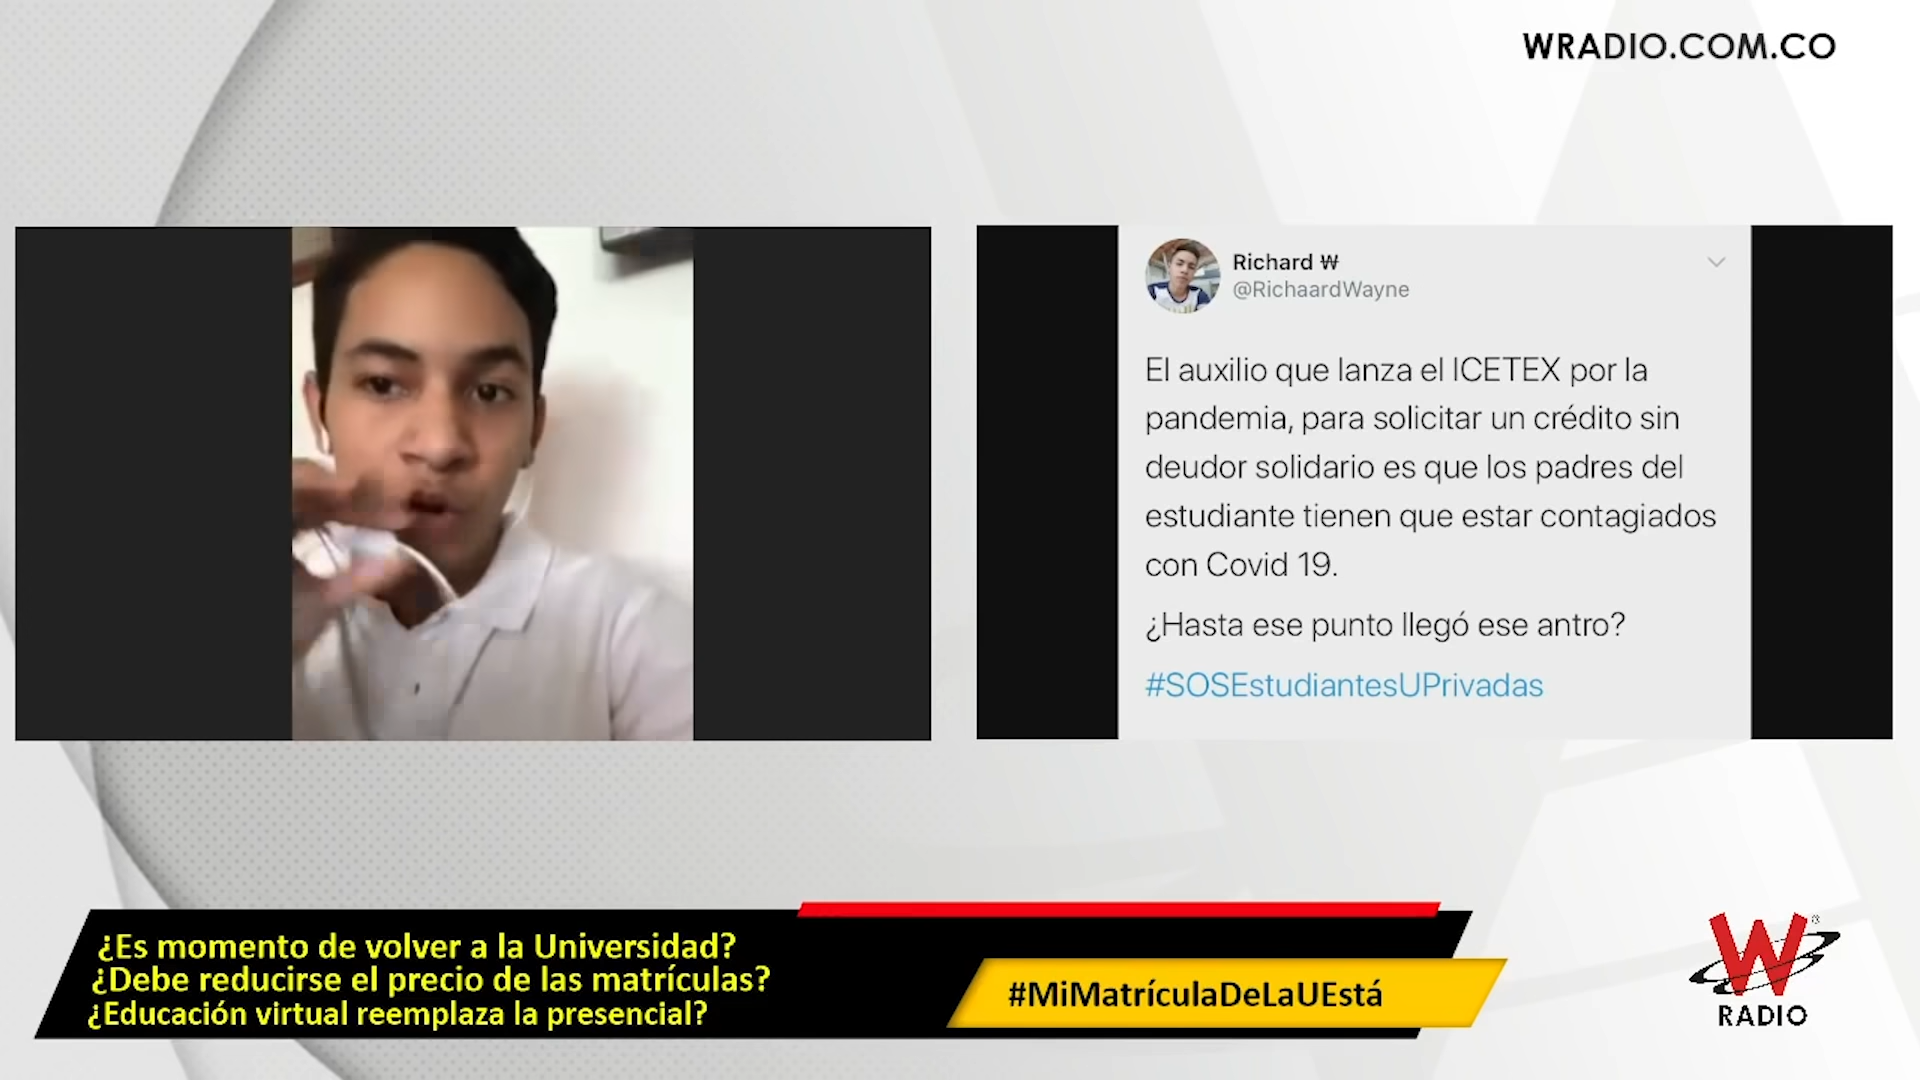 WRADIO.COM.CO
Richard ₩
@RichaardWayne
El auxilio que lanza el ICETEX por la
pandemia, para solicitar un crédito sin
deudor solidario es que los padres del
estudiante tienen que estar contagiados
con Covid 19.
¿Hasta ese punto llegó ese antro?
#SOSEstudiantesUPrivadas
¿Es momento de volver a la Universidad?
¿Debe reducirse el precio de las matrículas?
¿Educación virtual reemplaza la presencial?
#MiMatrículaDeLaUEstá
W®
RADIO